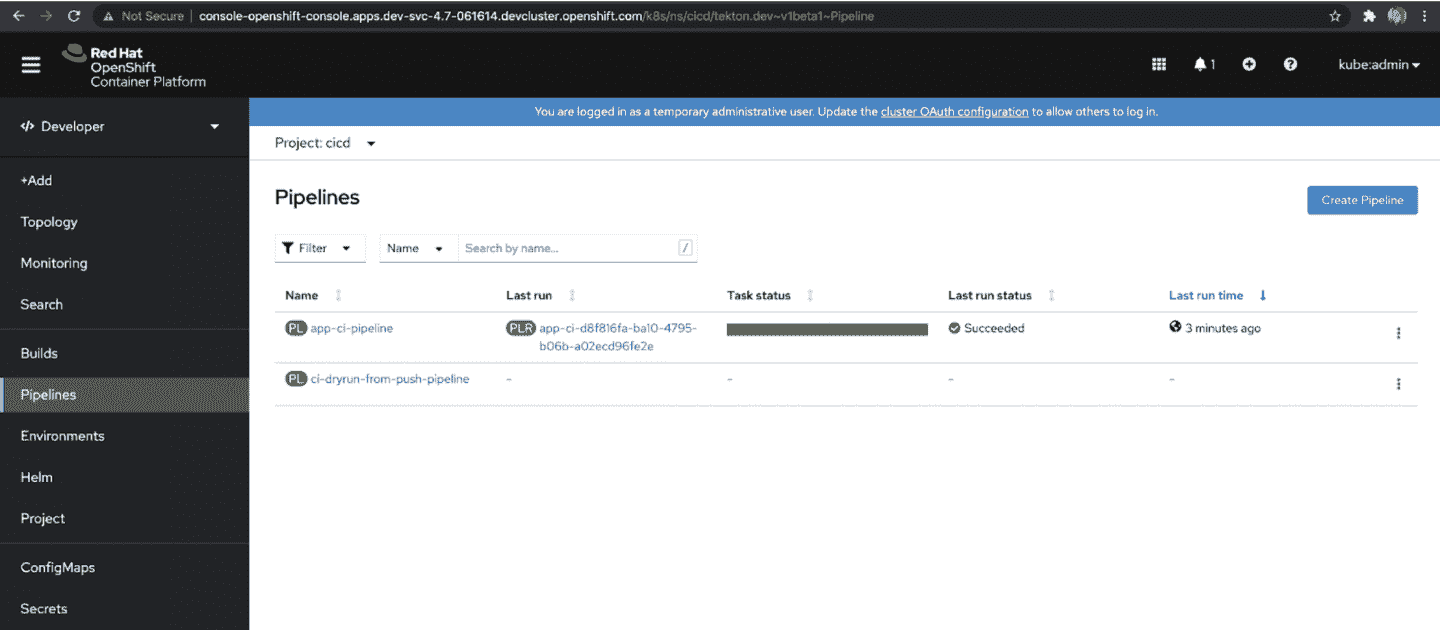 Not Secure console-openshift-console.apps.dev-svc-4.7-061614.devcluster.openshift.com/k8s/ns/cicd/tekton.dev~v1beta1~Pipeline
Red Hat
OpenShift
Container Platform
1
kube:admin
Developer
You are logged in as a temporary administrative user. Update the cluster OAuth configuration to allow others to log in.
Project: cicd
+Add
Topology
Monitoring
Search
Builds
Pipelines
Environments
Helm
Project
ConfigMaps
Secrets
Pipelines
Create Pipeline
Filter Name Search by name... /
Name Last run Task status Last run status Last run time
PL app-ci-pipeline PLR app-ci-d8f816fa-ba10-4795- Succeeded 3 minutes ago
b06b-a02ecd96fe2e
PL ci-dryrun-from-push-pipeline - - - -